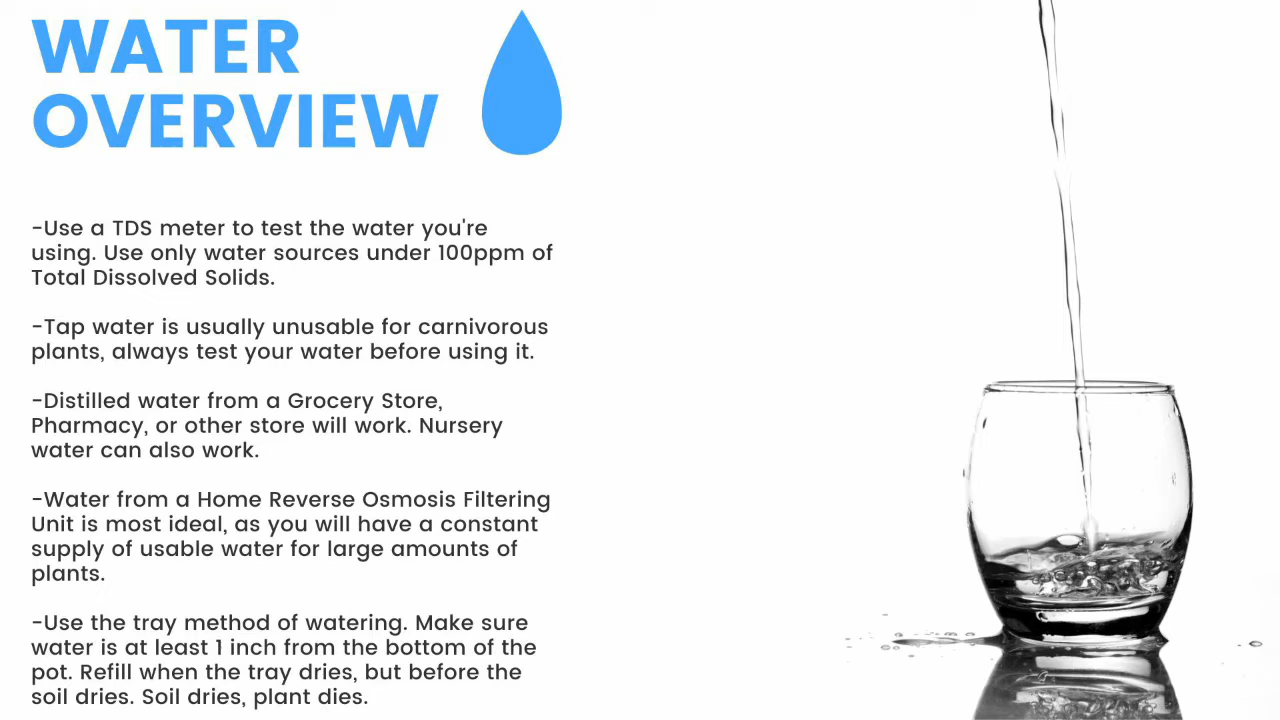 WATER
OVERVIEW
-Use a TDS meter to test the water you're
using. Use only water sources under 100ppm of
Total Dissolved Solids.
-Tap water is usually unusable for carnivorous
plants, always test your water before using it.
-Distilled water from a Grocery Store,
Pharmacy, or other store will work. Nursery
water can also work.
-Water from a Home Reverse Osmosis Filtering
Unit is most ideal, as you will have a constant
supply of usable water for large amounts of
plants.
-Use the tray method of watering. Make sure
water is at least 1 inch from the bottom of the
pot. Refill when the tray dries, but before the
soil dries. Soil dries, plant dies.